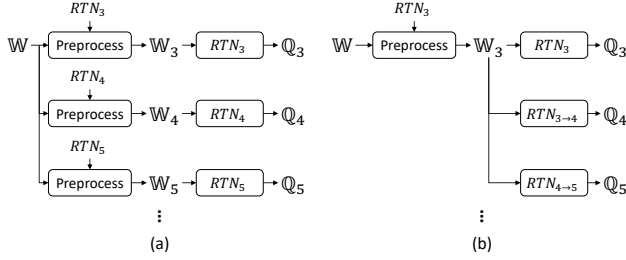 RTN₃
𝕎 Preprocess 𝕎₃ RTN₃ ℚ₃
RTN₄
Preprocess 𝕎₄ RTN₄ ℚ₄
RTN₅
Preprocess 𝕎₅ RTN₅ ℚ₅
⋮
(a)
RTN₃
𝕎 Preprocess 𝕎₃ RTN₃ ℚ₃
RTN₃→₄ ℚ₄
RTN₄→₅ ℚ₅
⋮
(b)